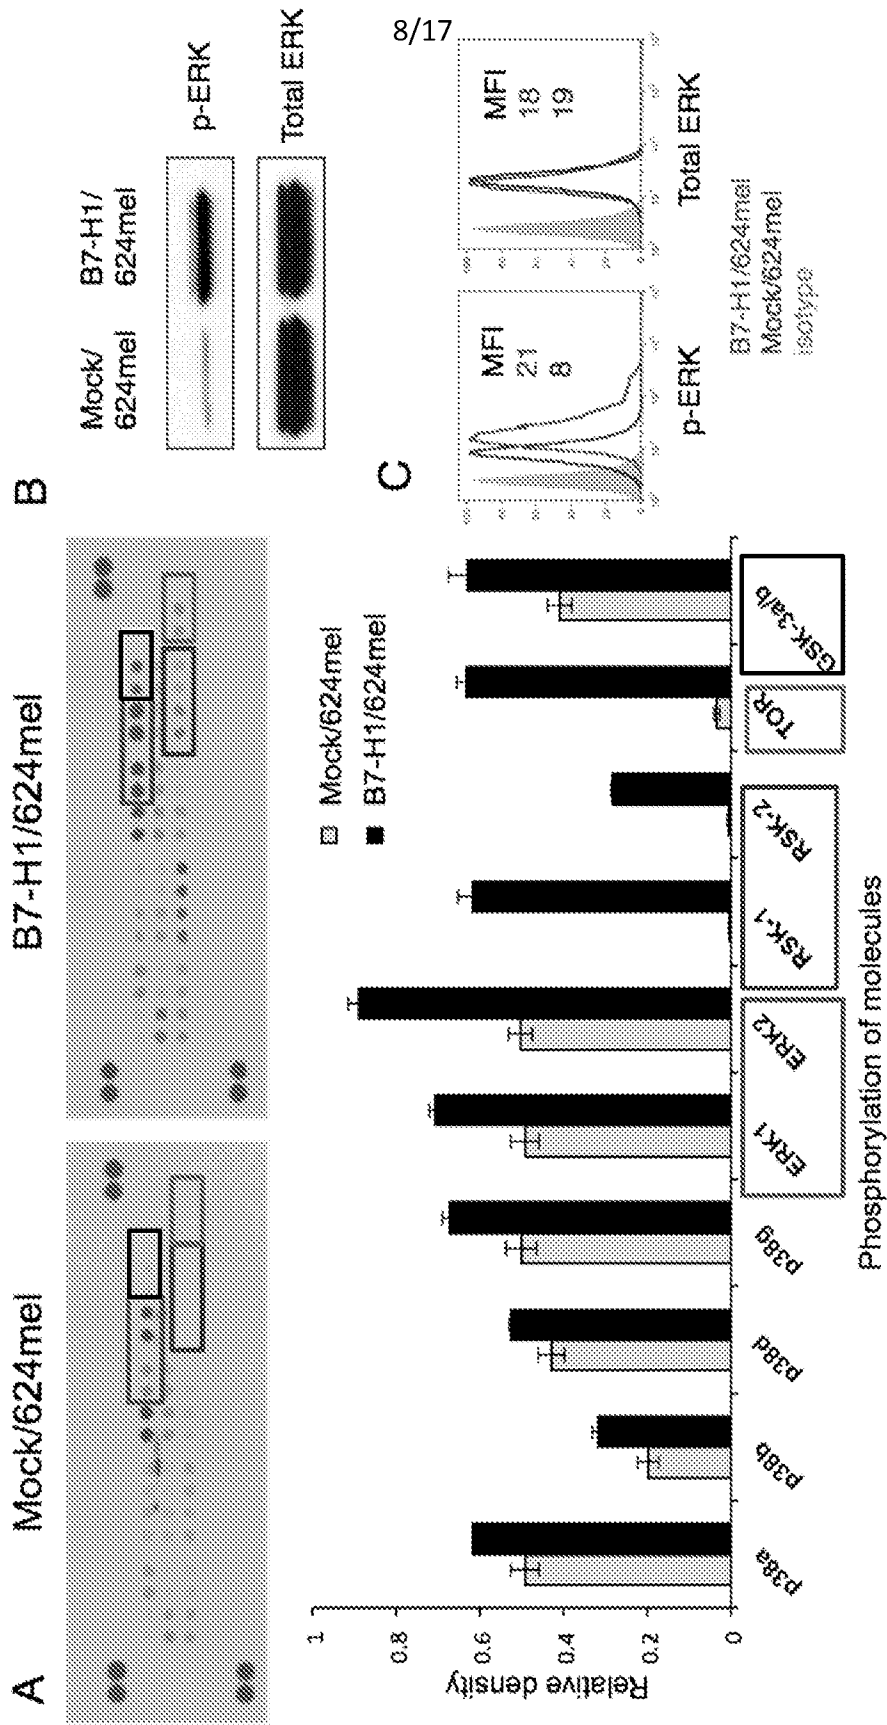 8/17
A
Mock/624mel
B7-H1/624mel
Mock/624mel
B7-H1/624mel
Relative density
1
0.8
0.6
0.4
0.2
0
p38a
p38b
p38d
p38g
ERK1
ERK2
RSK-1
RSK-2
TOR
GSK-3a/b
Phosphorylation of molecules
B
Mock/
624mel
B7-H1/
624mel
p-ERK
Total ERK
C
MFI
21
8
p-ERK
MFI
18
19
Total ERK
B7-H1/624mel
Mock/624mel
isotype